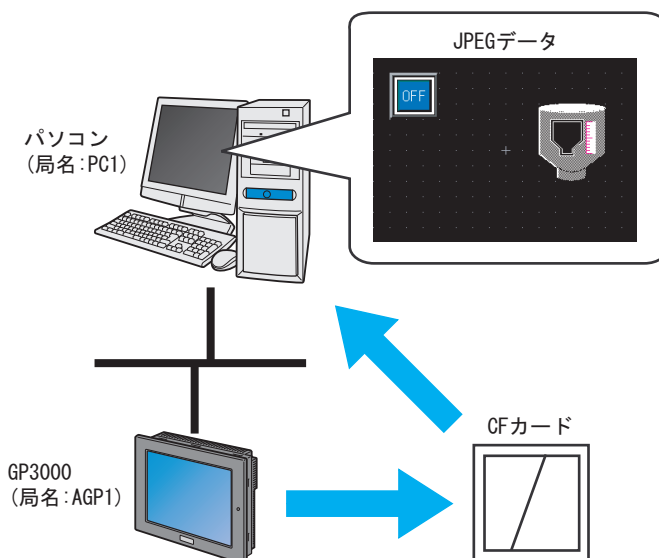 JPEGデータ
OFF
パソコン
(局名:PC1)
CFカード
GP3000
(局名:AGP1)